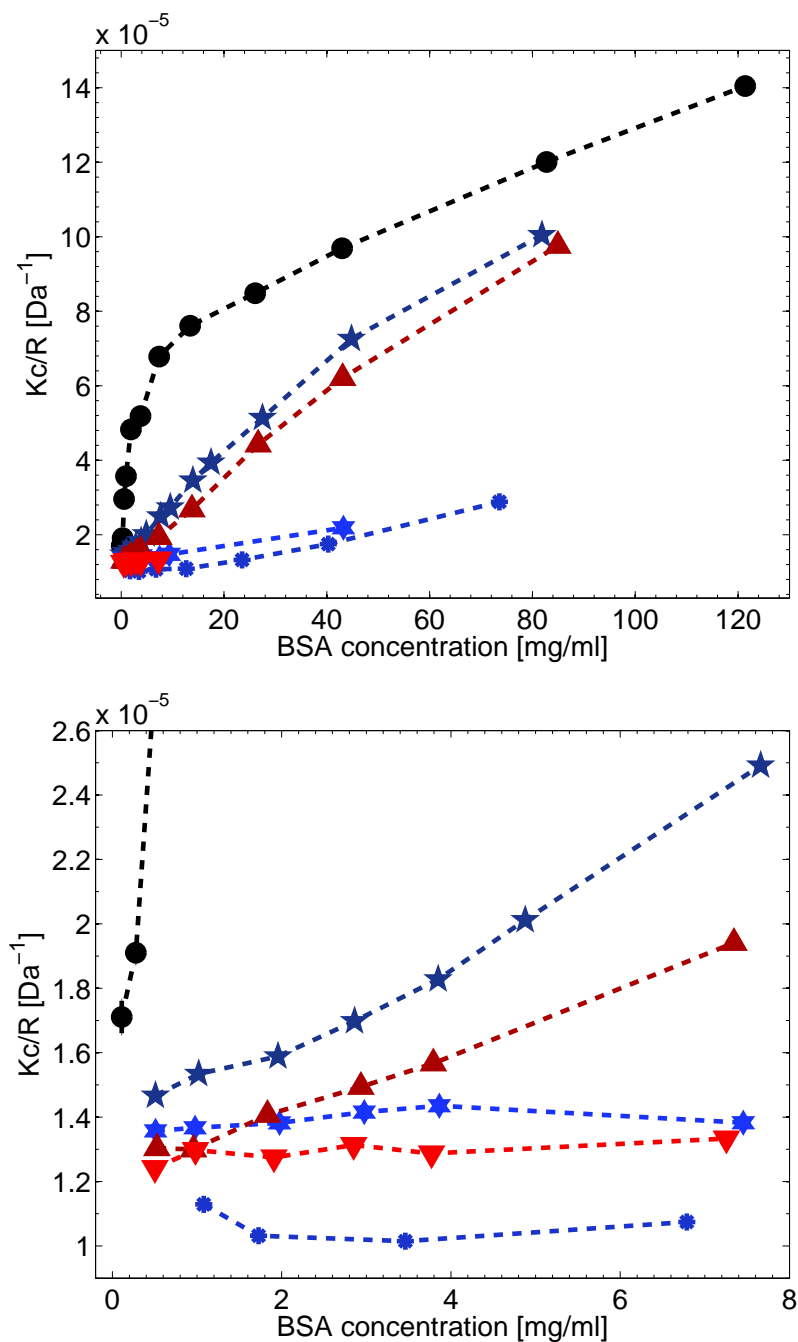 x 10⁻⁵
14
12
10
8
6
4
2
Kc/R [Da⁻¹]
0 20 40 60 80 100 120
BSA concentration [mg/ml]
x 10⁻⁵
2.6
2.4
2.2
2
1.8
1.6
1.4
1.2
1
Kc/R [Da⁻¹]
0 2 4 6 8
BSA concentration [mg/ml]